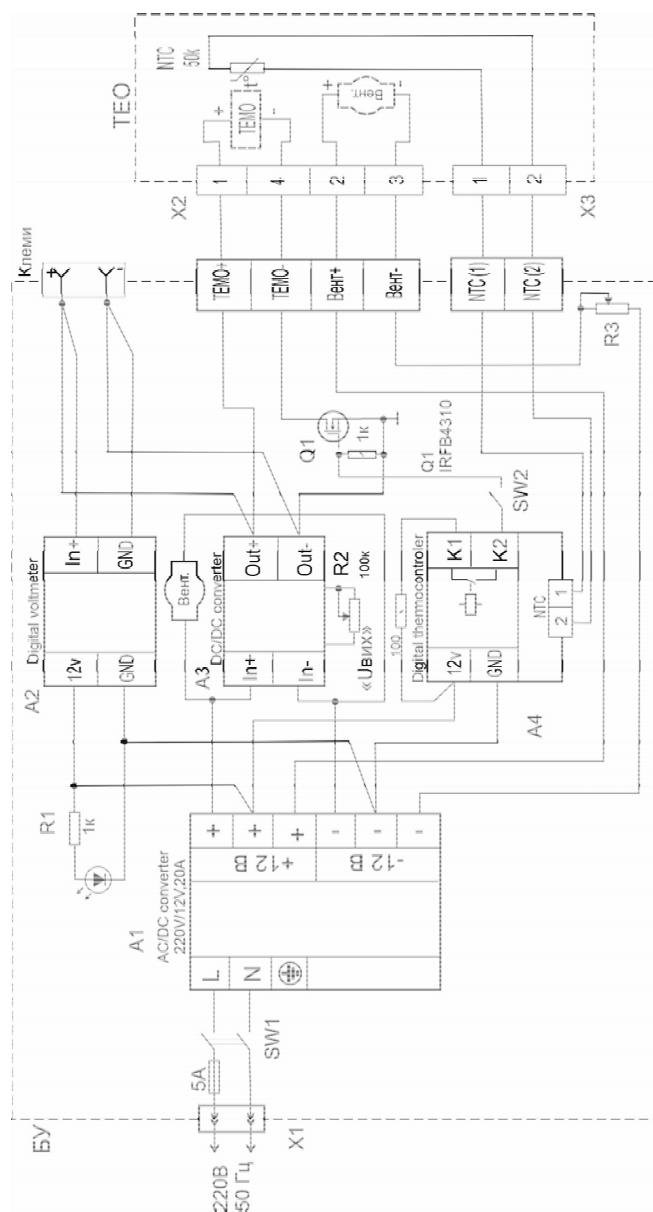 БУ
220В
50 Гц
X1
5A
SW1
A1
AC/DC converter
220V/12V,20A
L
N
+
+
+
-
-
-
+12 В
-12 В
R1
1к
A2
Digital voltmeter
12v
GND
In+
GND
Вент.
A3
DC/DC converter
In+
In-
Out+
Out-
R2
100к
«Uвих»
100
Digital thermocontroler
12v
GND
K1
K2
NTC
2
1
A4
SW2
Q1
1к
Q1
IRFB4310
R3
Клеми
+
-
TEMO+
TEMO-
Вент+
Вент-
NTC (1)
NTC (2)
X2
1
4
2
3
X3
1
2
TEO
+
TEMO
-
t°
NTC
50k
+
Вент.
-